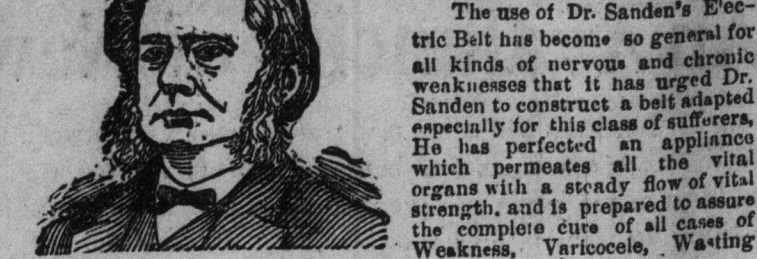 The use of Dr. Sanden's E'ec-
tric Belt has become so general for
all kinds of nervous and chronic
weaknesses that it has urged Dr.
Sanden to construct a belt adapted
especially for this class of sufferers.
He has perfected an appliance
which permeates all the vital
organs with a steady flow of vital
strength, and is prepared to assure
the complete cure of all cases of
Weakness, Varicocele, Wasting